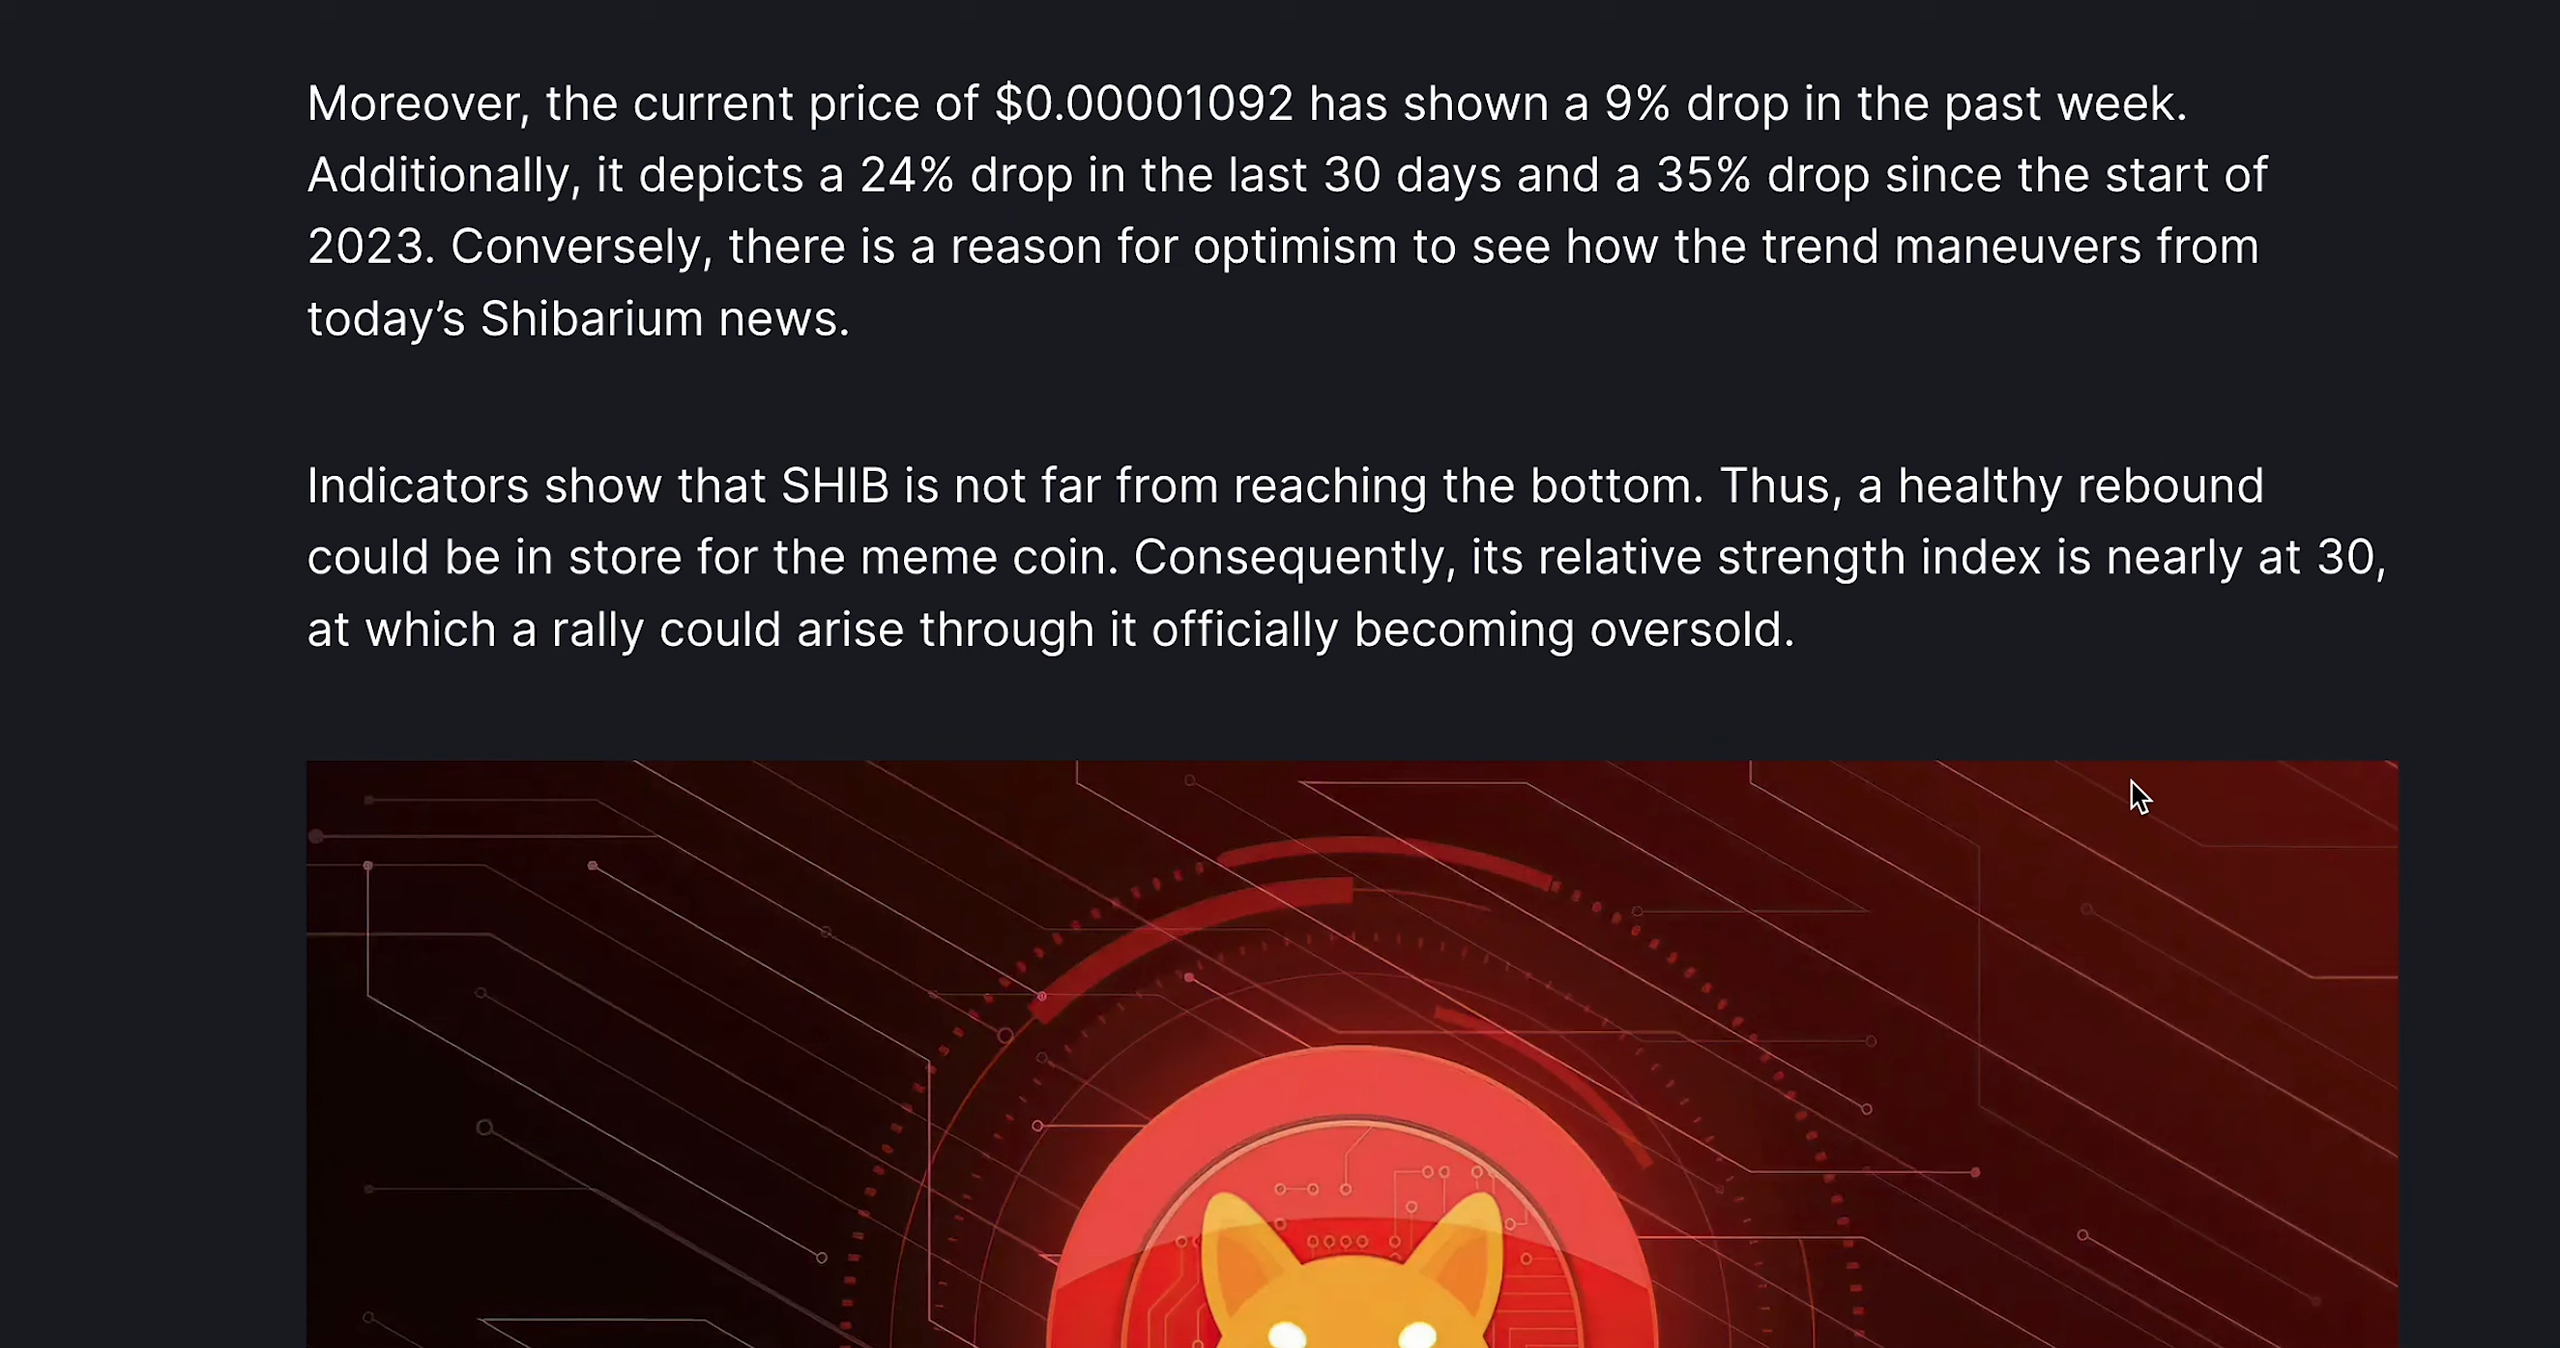 Moreover, the current price of $0.00001092 has shown a 9% drop in the past week.
Additionally, it depicts a 24% drop in the last 30 days and a 35% drop since the start of
2023. Conversely, there is a reason for optimism to see how the trend maneuvers from
today’s Shibarium news.
Indicators show that SHIB is not far from reaching the bottom. Thus, a healthy rebound
could be in store for the meme coin. Consequently, its relative strength index is nearly at 30,
at which a rally could arise through it officially becoming oversold.